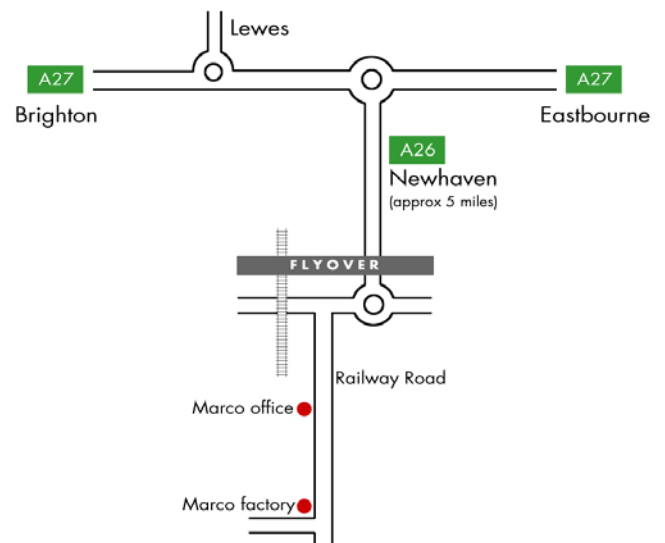 Lewes
A27
A27
Brighton
Eastbourne
A26
Newhaven
(approx 5 miles)
FLYOVER
Railway Road
Marco office
Marco factory